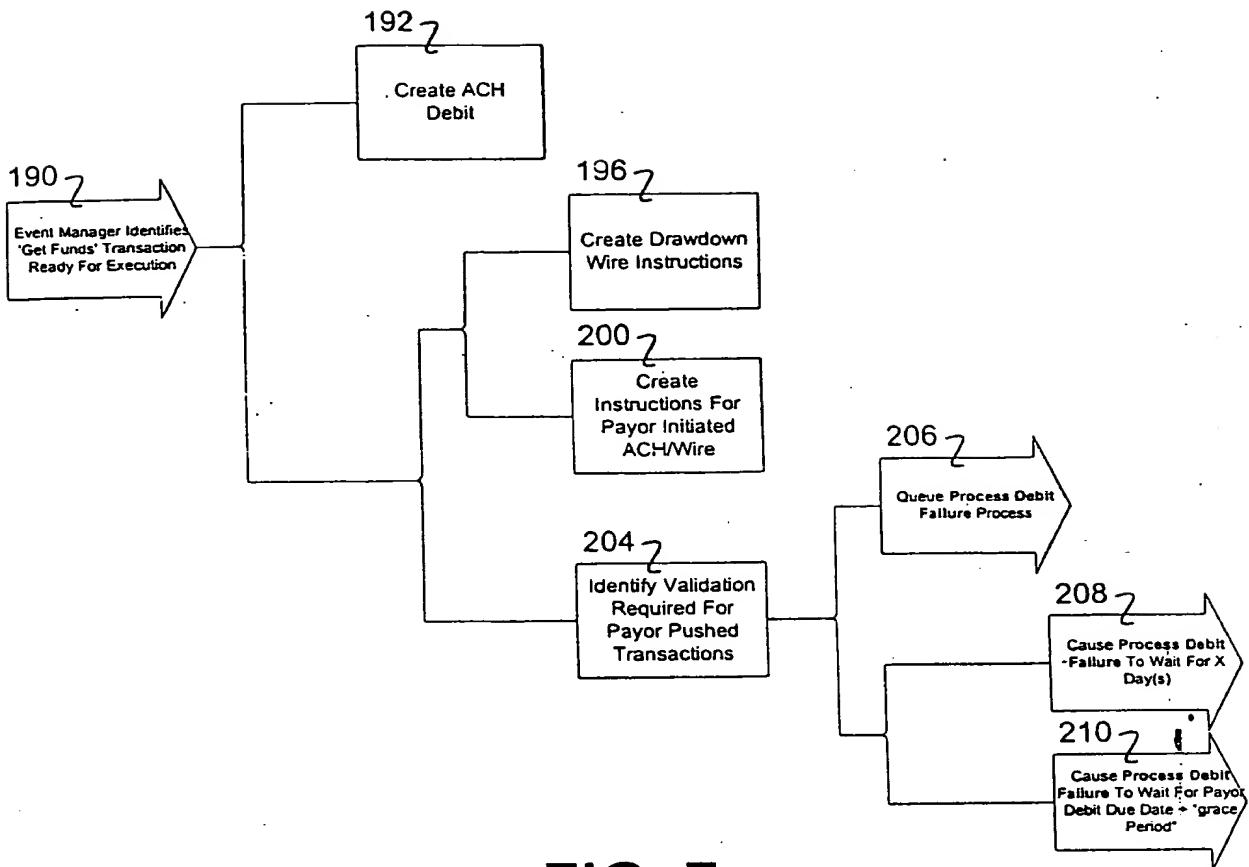 192
Create ACH
Debit
190
Event Manager Identifies
'Get Funds' Transaction
Ready For Execution
196
Create Drawdown
Wire Instructions
200
Create
Instructions For
Payor Initiated
ACH/Wire
204
Identify Validation
Required For
Payor Pushed
Transactions
206
Queue Process Debit
Failure Process
208
Cause Process Debit
Failure To Wait For X
Day(s)
210
Cause Process Debit
Failure To Wait For Payor
Debit Due Date + "grace
Period"